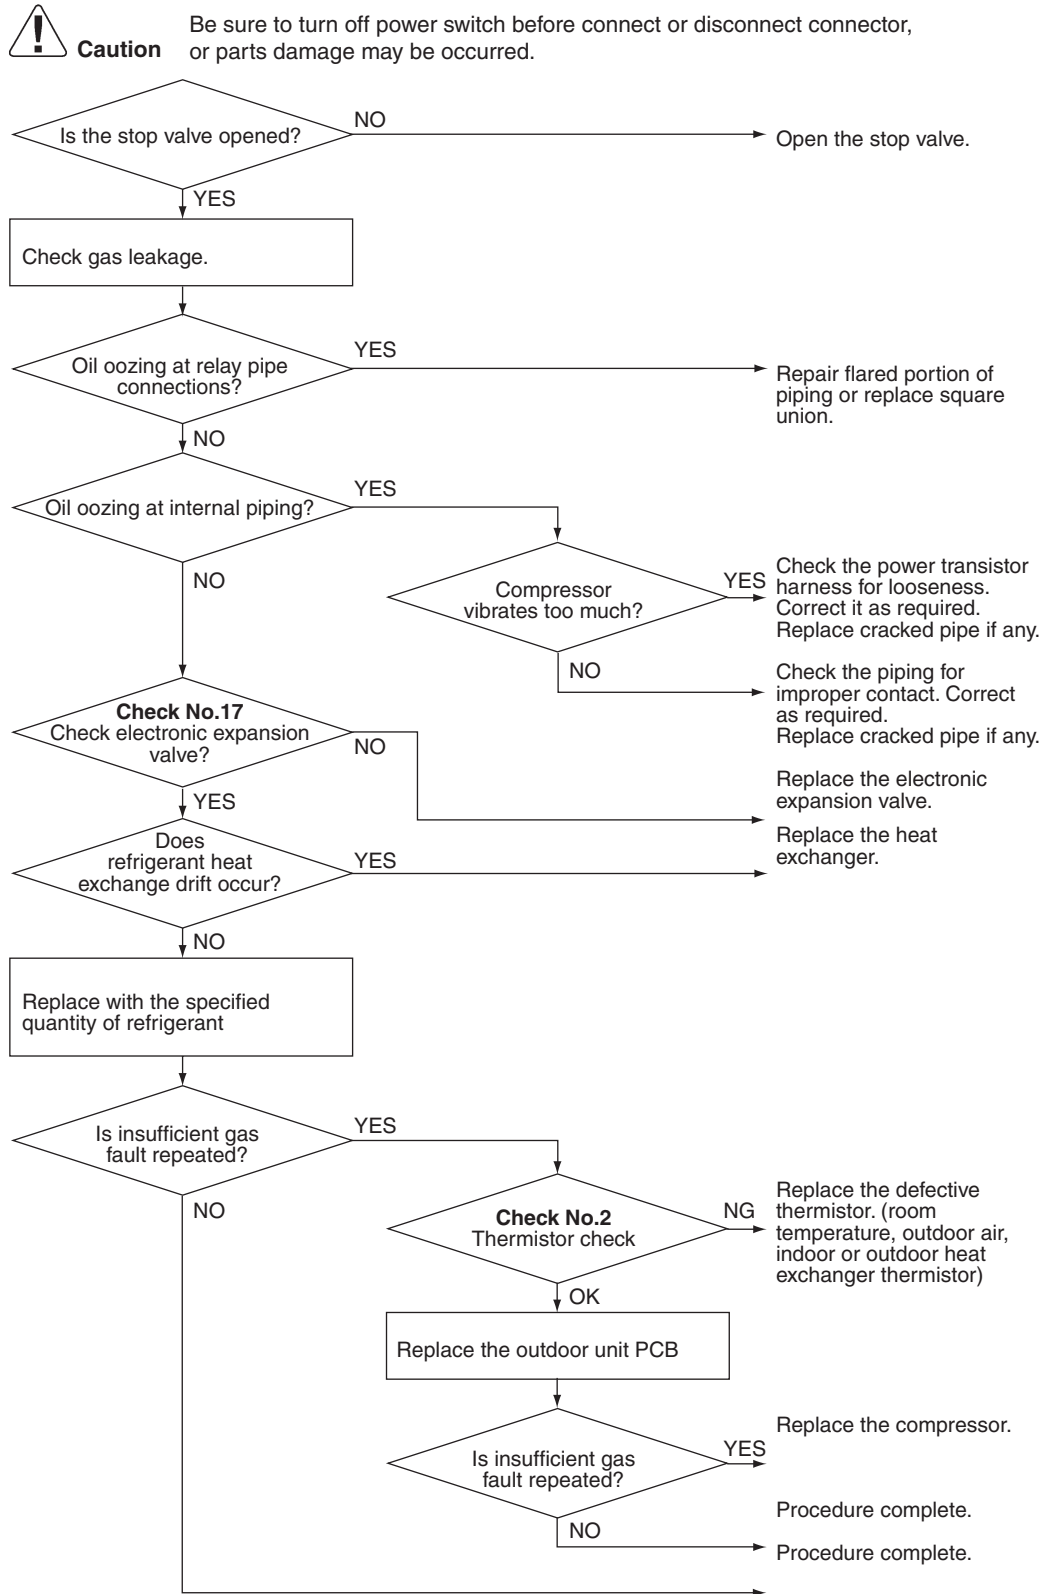 Caution
Be sure to turn off power switch before connect or disconnect connector,
or parts damage may be occurred.
Is the stop valve opened?
NO
Open the stop valve.
YES
Check gas leakage.
Oil oozing at relay pipe
connections?
YES
Repair flared portion of
piping or replace square
union.
NO
Oil oozing at internal piping?
YES
Compressor
vibrates too much?
YES
Check the power transistor
harness for looseness.
Correct it as required.
Replace cracked pipe if any.
NO
Check the piping for
improper contact. Correct
as required.
Replace cracked pipe if any.
NO
Check No.17
Check electronic expansion
valve?
NO
Replace the electronic
expansion valve.
YES
Does
refrigerant heat
exchange drift occur?
YES
Replace the heat
exchanger.
NO
Replace with the specified
quantity of refrigerant
Is insufficient gas
fault repeated?
YES
Check No.2
Thermistor check
NG
Replace the defective
thermistor. (room
temperature, outdoor air,
indoor or outdoor heat
exchanger thermistor)
OK
Replace the outdoor unit PCB
Is insufficient gas
fault repeated?
YES
Replace the compressor.
NO
Procedure complete.
NO
Procedure complete.